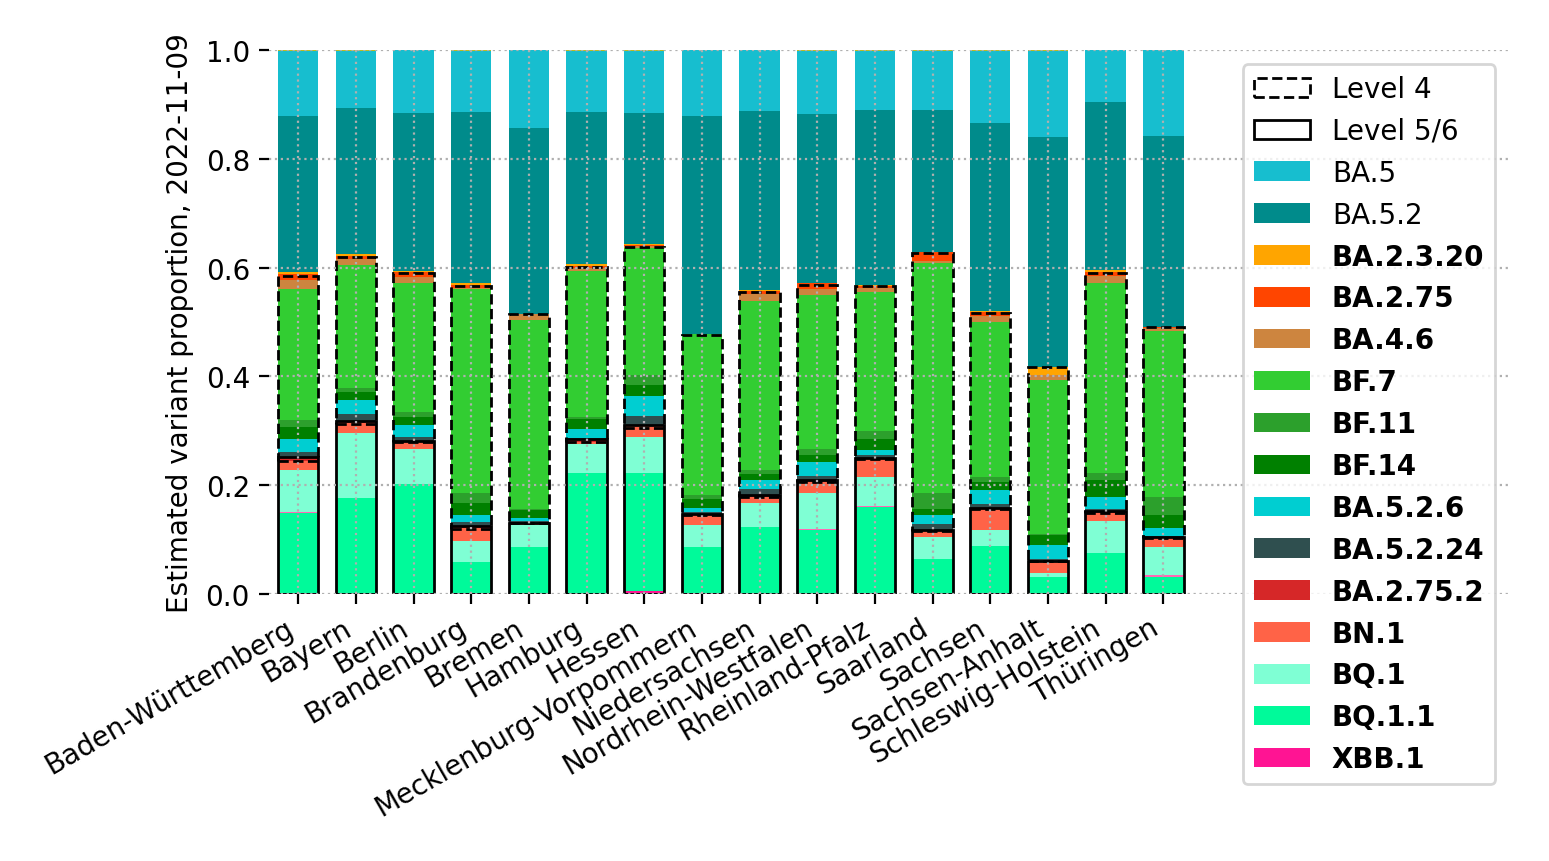 Estimated variant proportion, 2022-11-09
1.0
0.8
0.6
0.4
0.2
0.0
Baden-Württemberg
Bayern
Berlin
Brandenburg
Bremen
Hamburg
Hessen
Mecklenburg-Vorpommern
Niedersachsen
Nordrhein-Westfalen
Rheinland-Pfalz
Saarland
Sachsen
Sachsen-Anhalt
Schleswig-Holstein
Thüringen
Level 4
Level 5/6
BA.5
BA.5.2
BA.2.3.20
BA.2.75
BA.4.6
BF.7
BF.11
BF.14
BA.5.2.6
BA.5.2.24
BA.2.75.2
BN.1
BQ.1
BQ.1.1
XBB.1